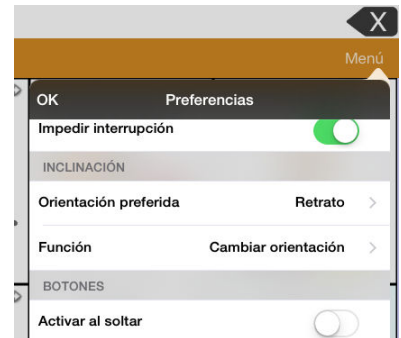 X
Menú
OK Preferencias
Impedir interrupción
INCLINACIÓN
Orientación preferida Retrato
Función Cambiar orientación
BOTONES
Activar al soltar